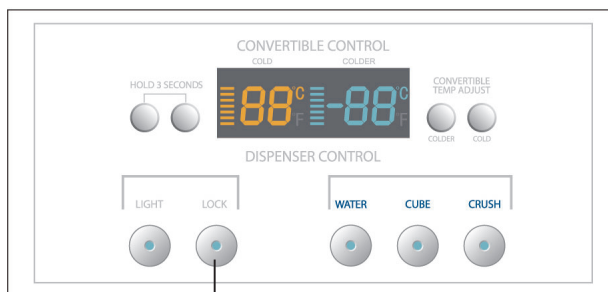 CONVERTIBLE CONTROL
COLD COLDER
HOLD 3 SECONDS
88°C F -88°C F
CONVERTIBLE
TEMP ADJUST
COLDER COLD
DISPENSER CONTROL
LIGHT LOCK WATER CUBE CRUSH